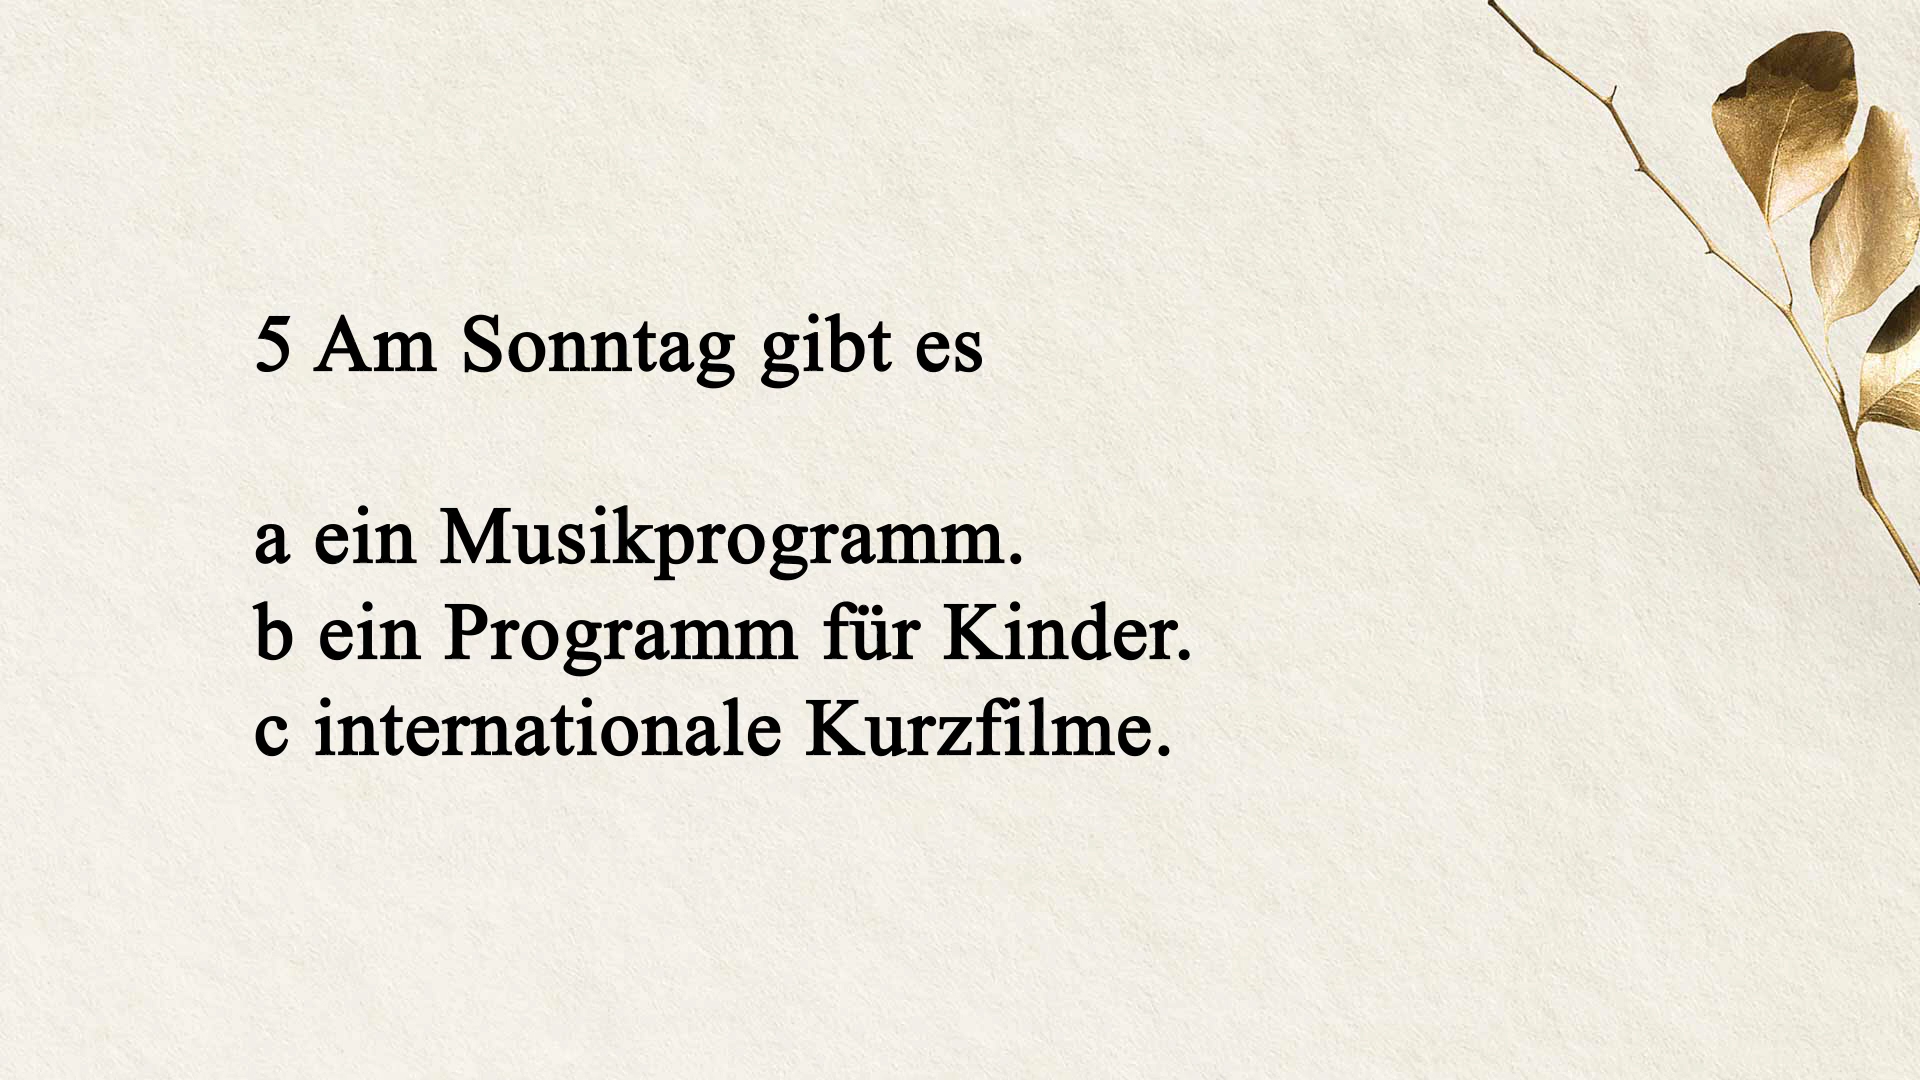 5 Am Sonntag gibt es
a ein Musikprogramm.
b ein Programm für Kinder.
c internationale Kurzfilme.